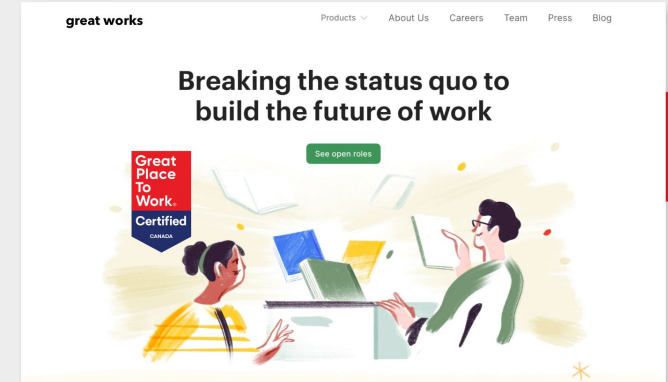 great works
Products
About Us
Careers
Team
Press
Blog
Breaking the status quo to
build the future of work
See open roles
Great
Place
To
Work®
Certified
CANADA